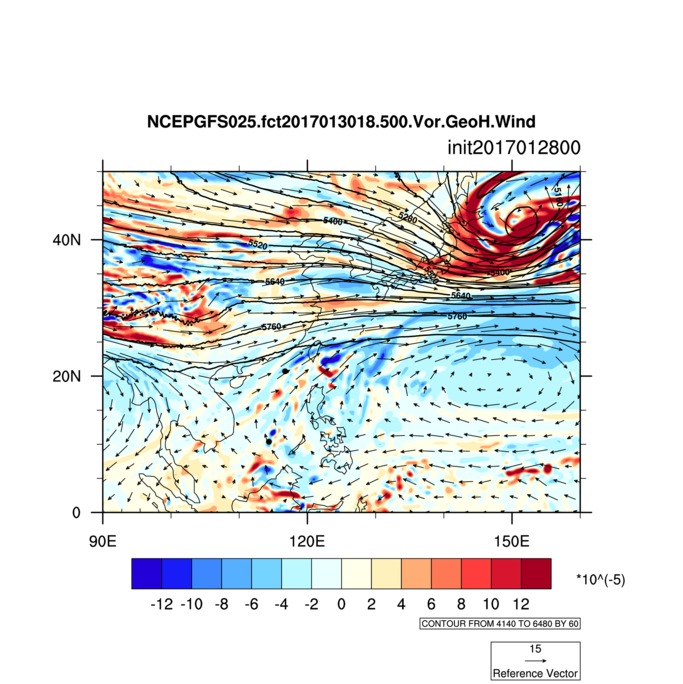 NCEPGFS025.fct2017013018.500.Vor.GeoH.Wind
init2017012800
40N
20N
0
90E 120E 150E
5140
5280
5400
5520
5400
5640
5640
5760
5760
-12 -10 -8 -6 -4 -2 0 2 4 6 8 10 12
*10^(-5)
CONTOUR FROM 4140 TO 6480 BY 60
15
Reference Vector